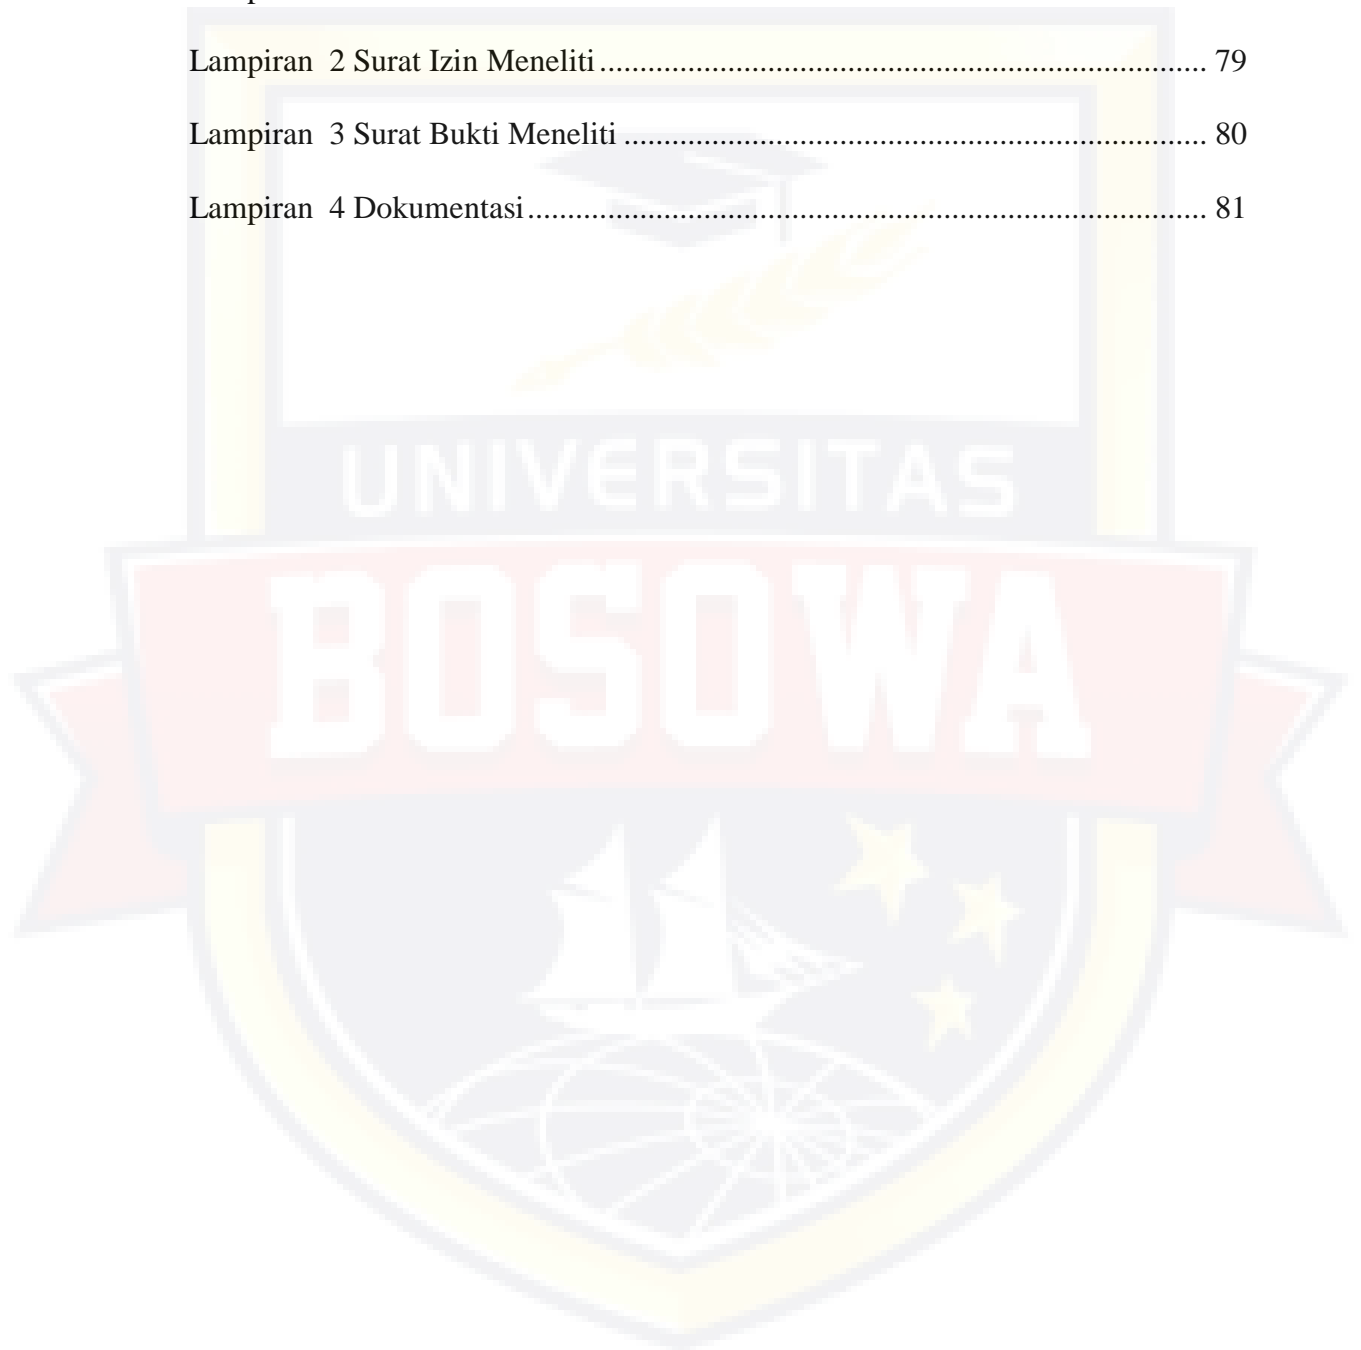 Lampiran  2 Surat Izin Meneliti............................................................................ 79
Lampiran  3 Surat Bukti Meneliti ......................................................................... 80
Lampiran  4 Dokumentasi..................................................................................... 81
UNIVERSITAS
BOSOWA